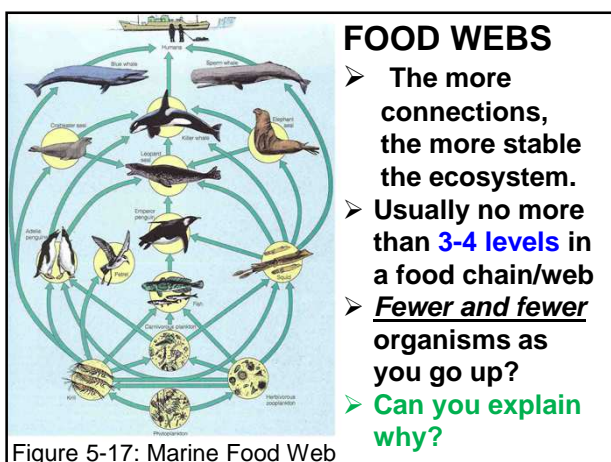 Humans
Blue whale
Sperm whale
Crabeater seal
Killer whale
Elephant
seal
Leopard
seal
Emperor
penguin
Adelie
penguins
Petrel
Squid
Fish
Carnivorous plankton
Krill
Herbivorous
zooplankton
Phytoplankton
Figure 5-17: Marine Food Web
FOOD WEBS
➢ The more
connections,
the more stable
the ecosystem.
➢ Usually no more
than 3-4 levels in
a food chain/web
➢ Fewer and fewer
organisms as
you go up?
➢ Can you explain
why?